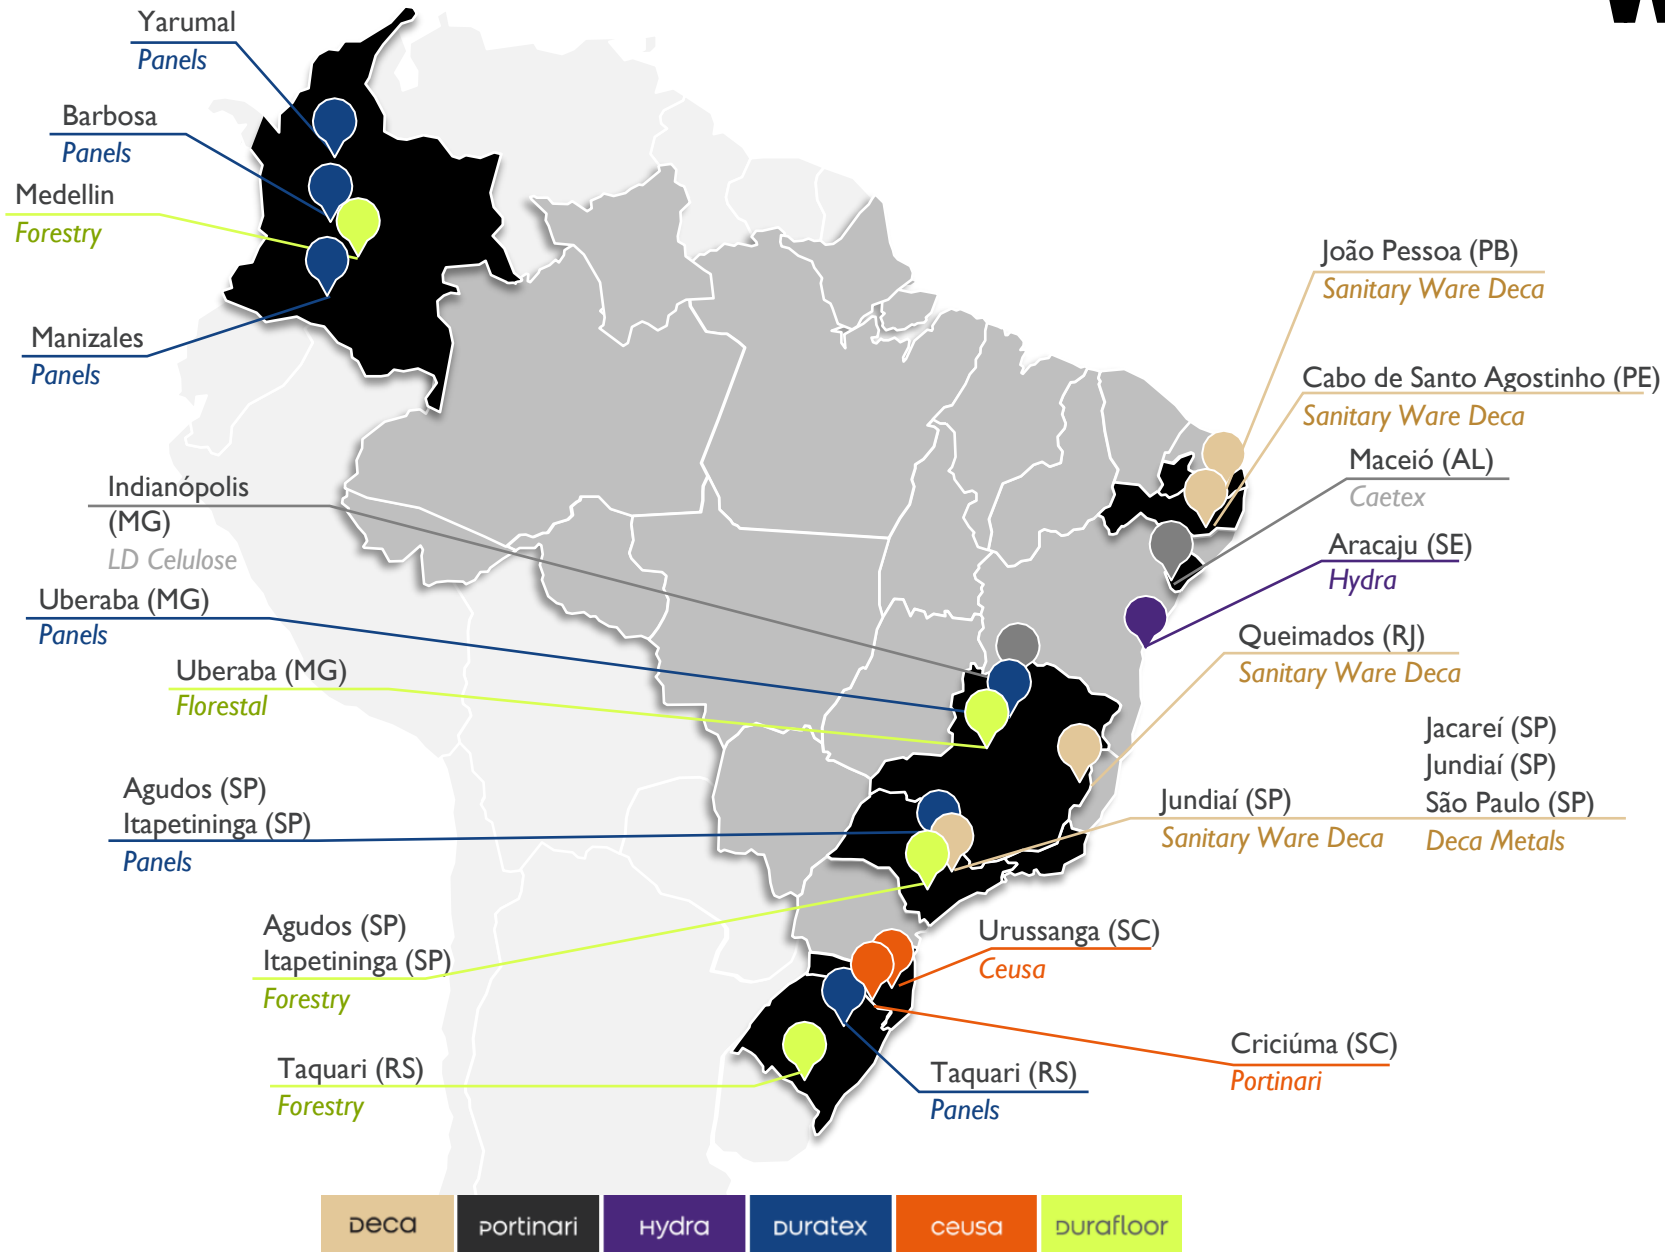 Yarumal
Panels
Barbosa
Panels
Medellin
Forestry
Manizales
Panels
João Pessoa (PB)
Sanitary Ware Deca
Cabo de Santo Agostinho (PE)
Sanitary Ware Deca
Maceió (AL)
Caetex
Indianópolis
(MG)
LD Celulose
Aracaju (SE)
Hydra
Uberaba (MG)
Panels
Queimados (RJ)
Sanitary Ware Deca
Uberaba (MG)
Florestal
Jacareí (SP)
Jundiaí (SP)
São Paulo (SP)
Deca Metals
Jundiaí (SP)
Sanitary Ware Deca
Agudos (SP)
Itapetininga (SP)
Panels
Agudos (SP)
Itapetininga (SP)
Forestry
Urussanga (SC)
Ceusa
Criciúma (SC)
Portinari
Taquari (RS)
Forestry
Taquari (RS)
Panels
Deca
Portinari
Hydra
Duratex
ceusa
Durafloor